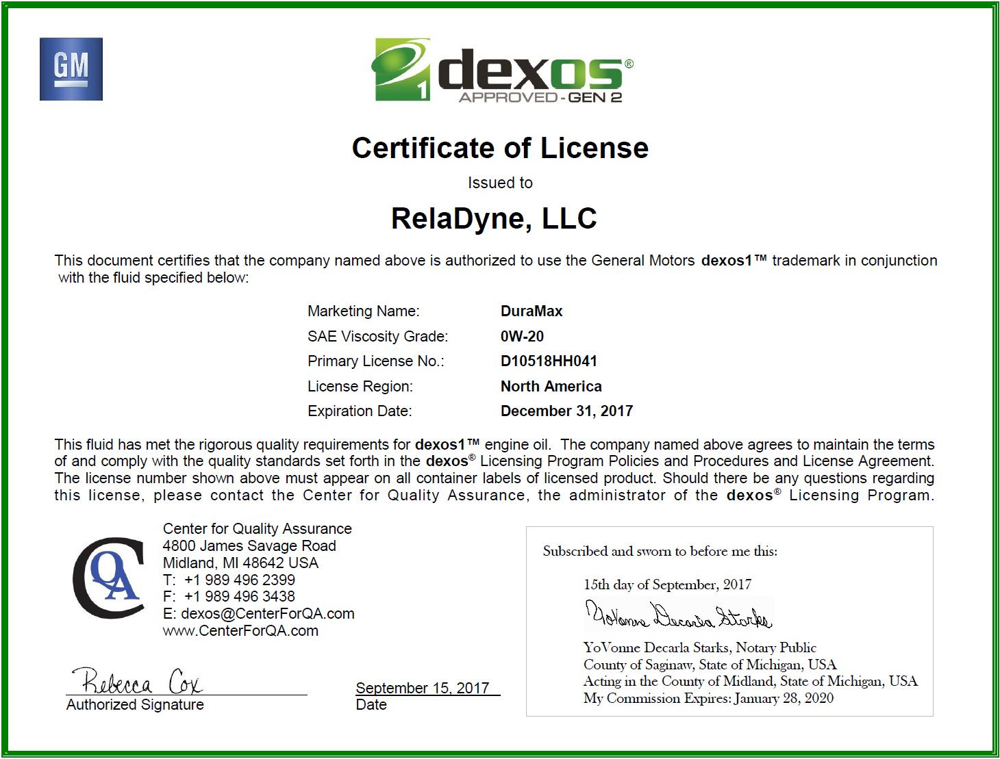 GM
1 dexos®
APPROVED - GEN 2
Certificate of License
Issued to
RelaDyne, LLC
This document certifies that the company named above is authorized to use the General Motors dexos1™ trademark in conjunction
with the fluid specified below:
Marketing Name: DuraMax
SAE Viscosity Grade: 0W-20
Primary License No.: D10518HH041
License Region: North America
Expiration Date: December 31, 2017
This fluid has met the rigorous quality requirements for dexos1™ engine oil. The company named above agrees to maintain the terms
of and comply with the quality standards set forth in the dexos® Licensing Program Policies and Procedures and License Agreement.
The license number shown above must appear on all container labels of licensed product. Should there be any questions regarding
this license, please contact the Center for Quality Assurance, the administrator of the dexos® Licensing Program.
CQA
Center for Quality Assurance
4800 James Savage Road
Midland, MI 48642 USA
T: +1 989 496 2399
F: +1 989 496 3438
E: dexos@CenterForQA.com
www.CenterForQA.com
Rebecca Cox
Authorized Signature
September 15, 2017
Date
Subscribed and sworn to before me this:
15th day of September, 2017
YoVonne Decarla Starks
YoVonne Decarla Starks, Notary Public
County of Saginaw, State of Michigan, USA
Acting in the County of Midland, State of Michigan, USA
My Commission Expires: January 28, 2020